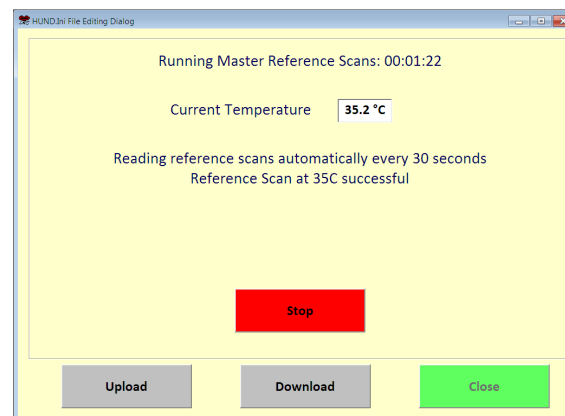 HUND.Ini File Editing Dialog
Running Master Reference Scans: 00:01:22
Current Temperature 35.2 °C
Reading reference scans automatically every 30 seconds
Reference Scan at 35C successful
Stop
Upload Download Close